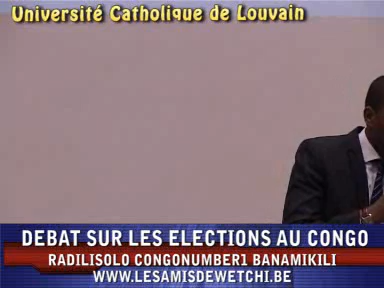 Université Catholique de Louvain
DEBAT SUR LES ELECTIONS AU CONGO
RADILISOLO CONGONUMBER1 BANAMIKILI
WWW.LESAMISDEWETCHI.BE